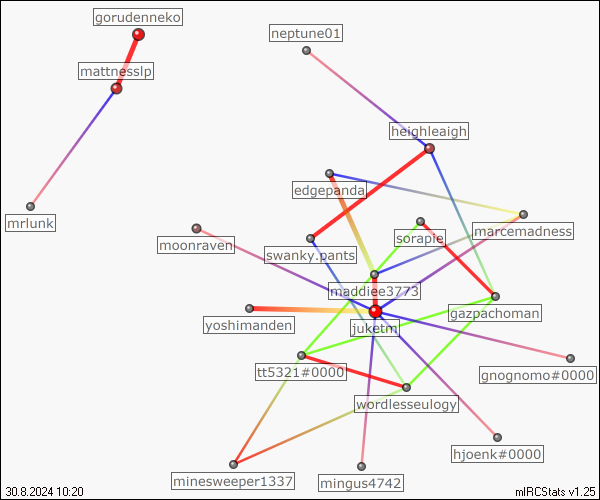 gorudenneko
neptune01
mattnesslp
heighleaigh
edgepanda
mrlunk
sorapie
marcemadness
moonraven
swanky.pants
maddiee3773
gazpachoman
yoshimanden
juketm
tt5321#0000
gnognomo#0000
wordlesseulogy
hjoenk#0000
minesweeper1337
mingus4742
30.8.2024 10:20
mIRCStats v1.25